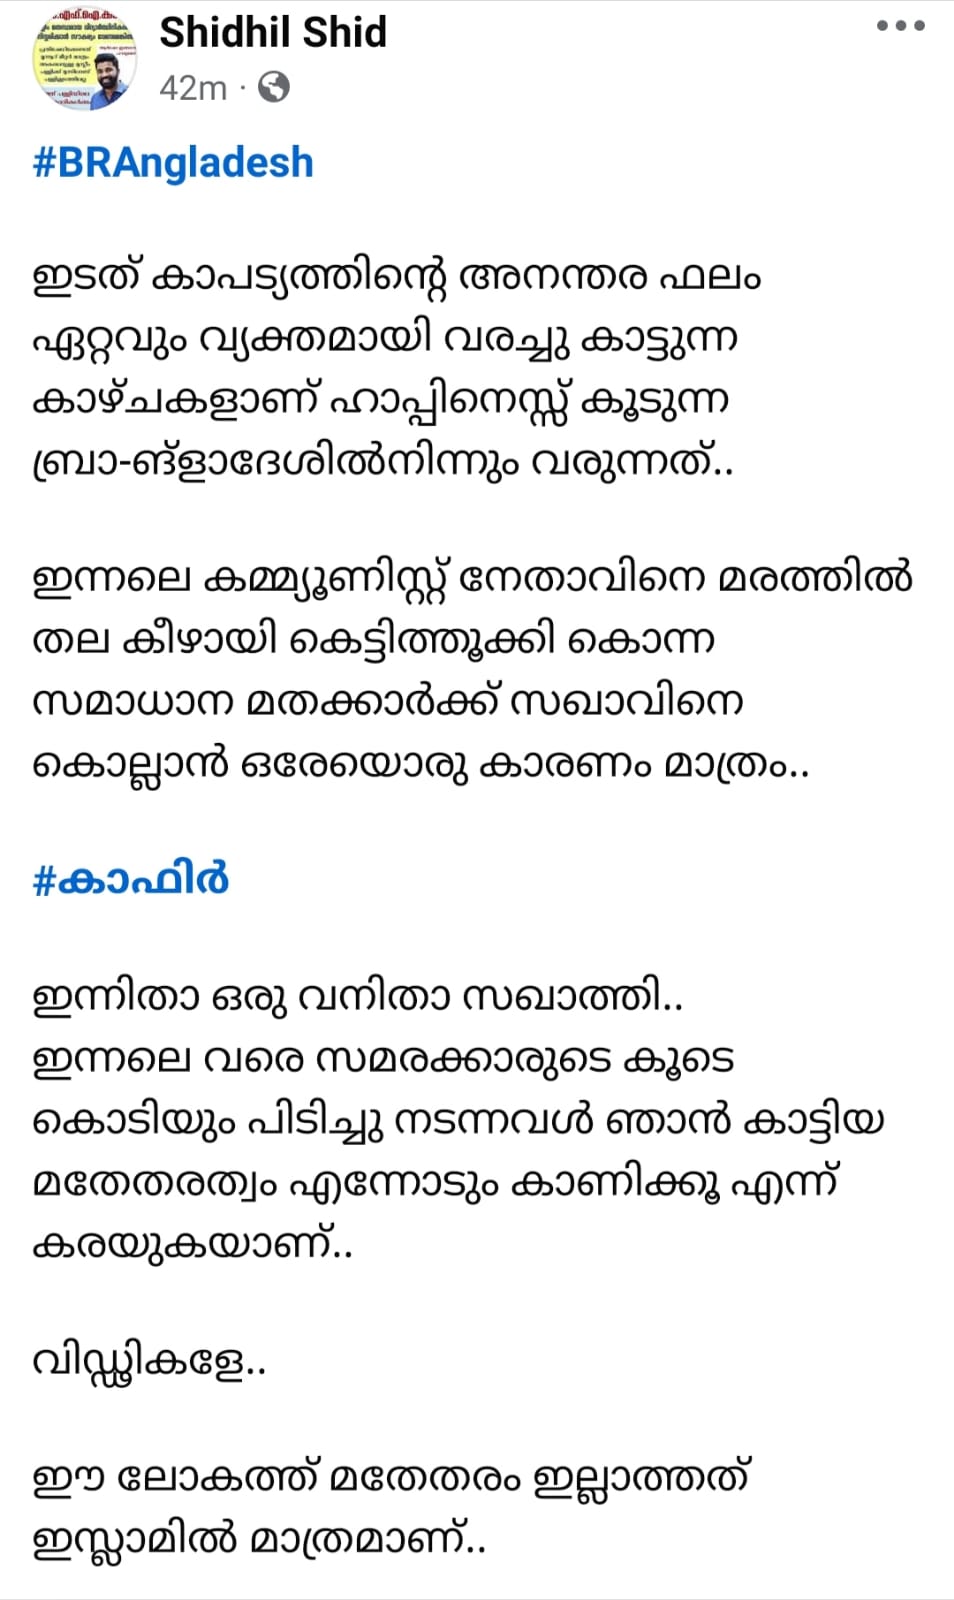 Shidhil Shid
42m
#BRAngladesh
ഇടത് കാപട്യത്തിന്റെ അനന്തര ഫലം
ഏറ്റവും വ്യക്തമായി വരച്ചു കാട്ടുന്ന
കാഴ്ചകളാണ് ഹാപ്പിനെസ്സ് കൂടുന്ന
ബ്രാ-ങ്ളാദേശിൽനിന്നും വരുന്നത്..
ഇന്നലെ കമ്മ്യൂണിസ്റ്റ് നേതാവിനെ മരത്തിൽ
തല കീഴായി കെട്ടിത്തൂക്കി കൊന്ന
സമാധാന മതക്കാർക്ക് സഖാവിനെ
കൊല്ലാൻ ഒരേയൊരു കാരണം മാത്രം..
#കാഫിർ
ഇന്നിതാ ഒരു വനിതാ സഖാത്തി..
ഇന്നലെ വരെ സമരക്കാരുടെ കൂടെ
കൊടിയും പിടിച്ചു നടന്നവൾ ഞാൻ കാട്ടിയ
മതേതരത്വം എന്നോടും കാണിക്കൂ എന്ന്
കരയുകയാണ്..
വിഡ്ഢികളേ..
ഈ ലോകത്ത് മതേതരം ഇല്ലാത്തത്
ഇസ്ലാമിൽ മാത്രമാണ്..